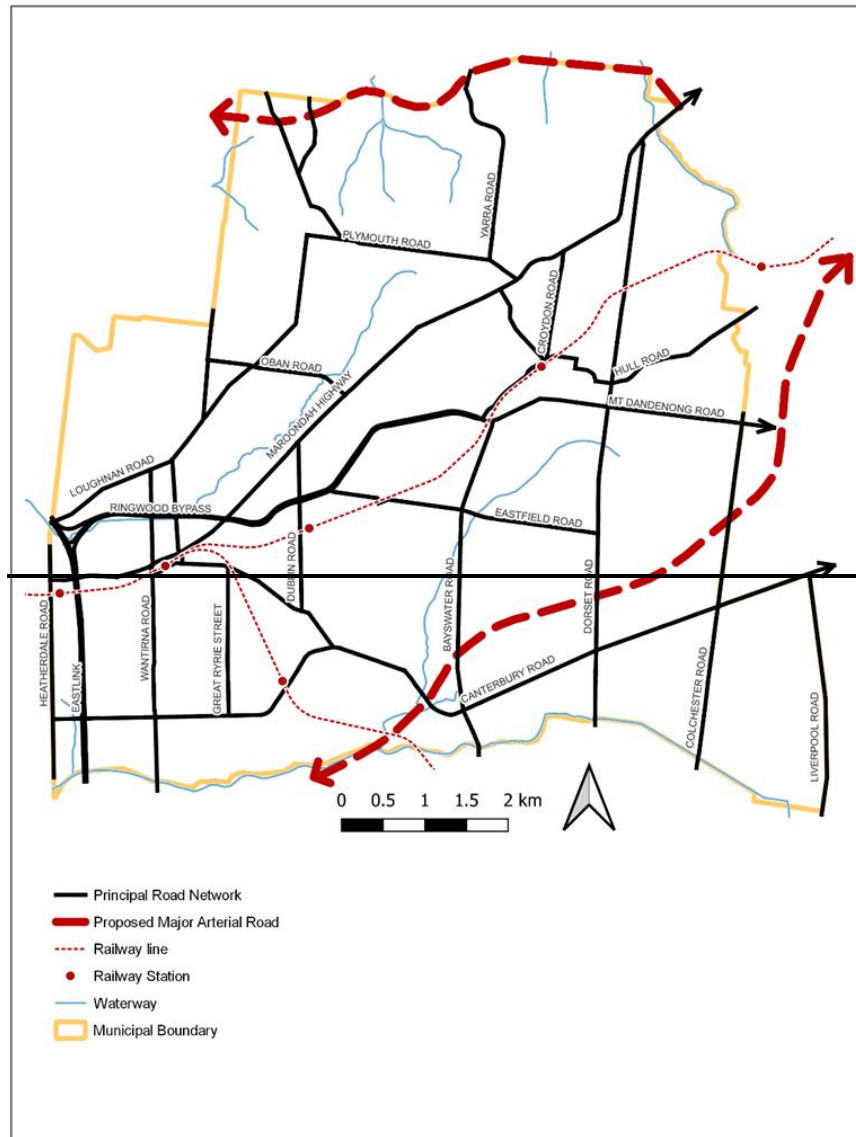 YARRA ROAD
PLYMOUTH ROAD
CROYDON ROAD
OBAN ROAD
HULL ROAD
MAROONDAH HIGHWAY
MT DANDENONG ROAD
LOUGHNAN ROAD
RINGWOOD BYPASS
EASTFIELD ROAD
DUBLIN ROAD
BAYSWATER ROAD
DORSET ROAD
HEATHERDALE ROAD
EASTLINK
WANTIRNA ROAD
GREAT RYRIE STREET
CANTERBURY ROAD
COLCHESTER ROAD
LIVERPOOL ROAD
0 0.5 1 1.5 2 km
Principal Road Network
Proposed Major Arterial Road
Railway line
Railway Station
Waterway
Municipal Boundary